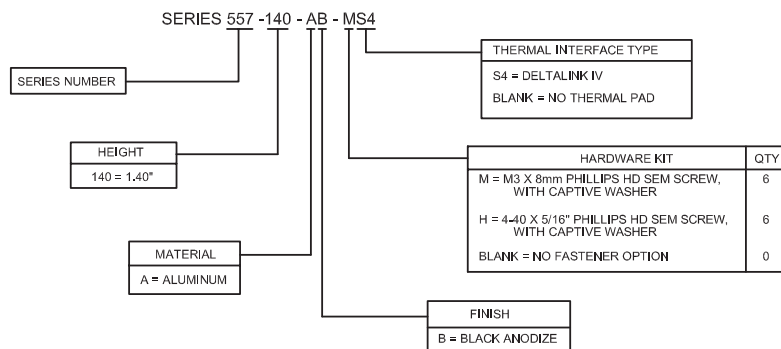 SERIES 557 -140 - AB - MS4
THERMAL INTERFACE TYPE
S4 = DELTALINK IV
BLANK = NO THERMAL PAD
SERIES NUMBER
HEIGHT
140 = 1.40"
HARDWARE KIT QTY
M = M3 X 8mm PHILLIPS HD SEM SCREW, 6
WITH CAPTIVE WASHER
H = 4-40 X 5/16" PHILLIPS HD SEM SCREW, 6
WITH CAPTIVE WASHER
BLANK = NO FASTENER OPTION 0
MATERIAL
A = ALUMINUM
FINISH
B = BLACK ANODIZE